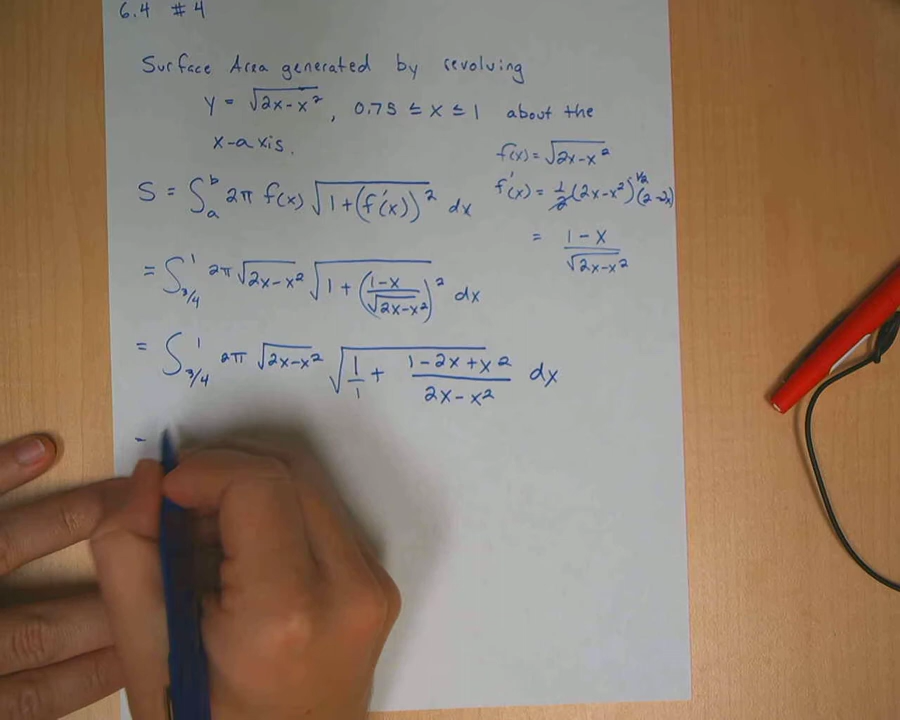 6.4 #4
Surface Area generated by revolving
y = √(2x-x²), 0.75 ≤ x ≤ 1 about the
x-axis.
f(x) = √(2x-x²)
f'(x) = 1/2 (2x-x²)^(-1/2) (2-2x)
= (1-x)/√(2x-x²)
S = ∫_a^b 2π f(x) √(1+(f'(x))²) dx
= ∫_(3/4)^1 2π √(2x-x²) √(1 + ((1-x)/√(2x-x²))²) dx
= ∫_(3/4)^1 2π √(2x-x²) √(1/1 + (1-2x+x²)/(2x-x²)) dx
=